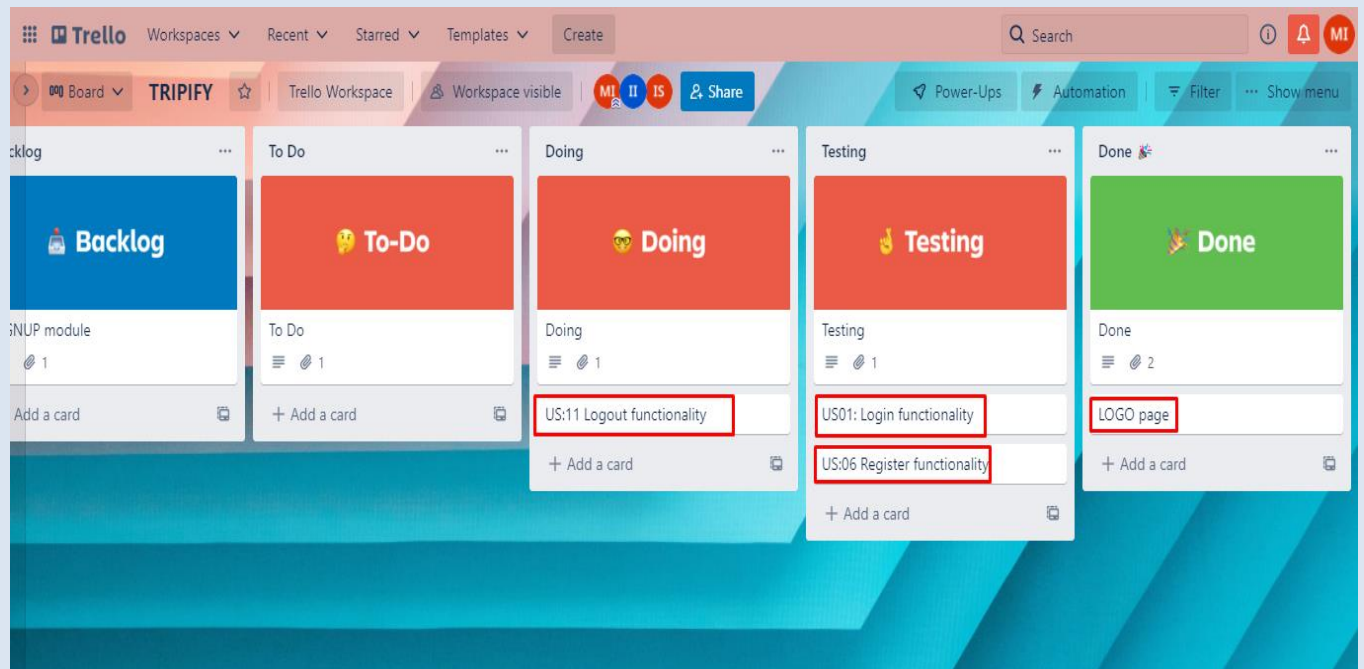 Trello Workspaces Recent Starred Templates Create Search MI
Board TRIPIFY Trello Workspace Workspace visible MI II IS Share Power-Ups Automation Filter ... Show menu
cklog ...
Backlog
GNUP module
1
Add a card
To Do ...
To-Do
To Do
1
+ Add a card
Doing ...
Doing
Doing
1
US:11 Logout functionality
+ Add a card
Testing ...
Testing
Testing
1
US01: Login functionality
US:06 Register functionality
+ Add a card
Done 🎉 ...
Done
Done
2
LOGO page
+ Add a card